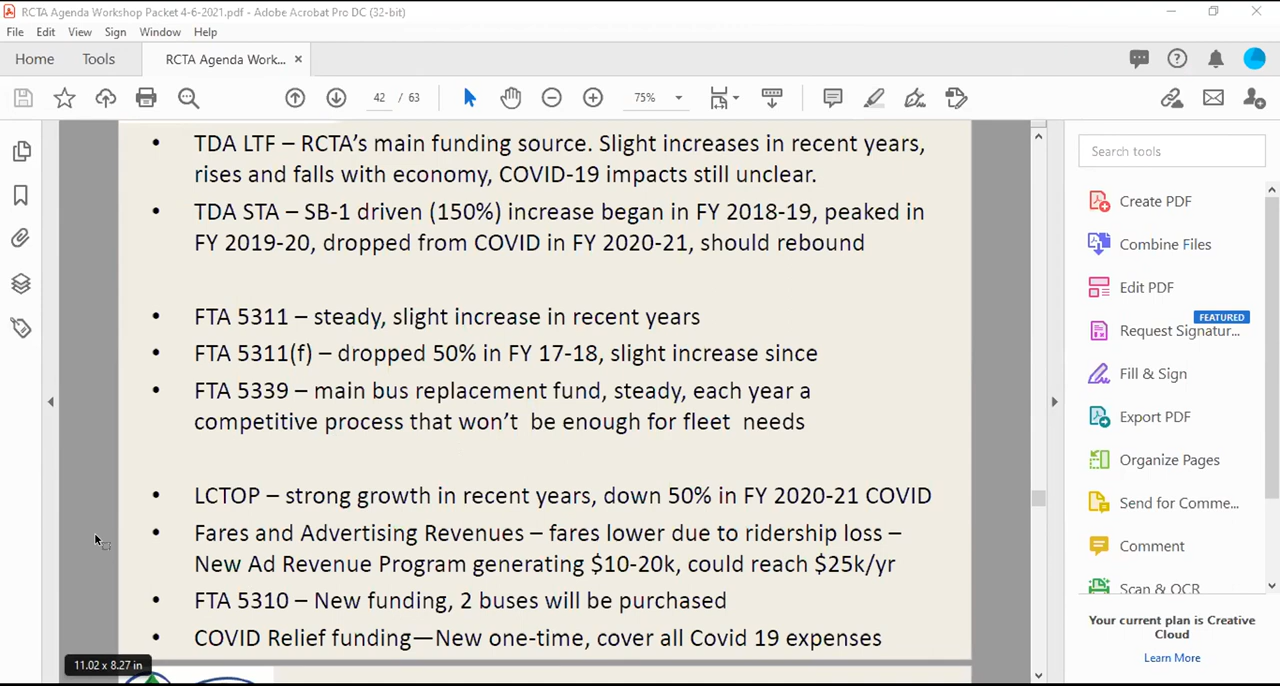 RCTA Agenda Workshop Packet 4-6-2021.pdf - Adobe Acrobat Pro DC (32-bit)
File Edit View Sign Window Help
Home Tools RCTA Agenda Work... ×
42 / 63 75%
• TDA LTF – RCTA’s main funding source. Slight increases in recent years,
rises and falls with economy, COVID-19 impacts still unclear.
• TDA STA – SB-1 driven (150%) increase began in FY 2018-19, peaked in
FY 2019-20, dropped from COVID in FY 2020-21, should rebound
• FTA 5311 – steady, slight increase in recent years
• FTA 5311(f) – dropped 50% in FY 17-18, slight increase since
• FTA 5339 – main bus replacement fund, steady, each year a
competitive process that won’t be enough for fleet needs
• LCTOP – strong growth in recent years, down 50% in FY 2020-21 COVID
• Fares and Advertising Revenues – fares lower due to ridership loss –
New Ad Revenue Program generating $10-20k, could reach $25k/yr
• FTA 5310 – New funding, 2 buses will be purchased
• COVID Relief funding—New one-time, cover all Covid 19 expenses
11.02 x 8.27 in
Search tools
Create PDF
Combine Files
Edit PDF
FEATURED
Request Signatur...
Fill & Sign
Export PDF
Organize Pages
Send for Comme...
Comment
Scan & OCR
Your current plan is Creative
Cloud
Learn More